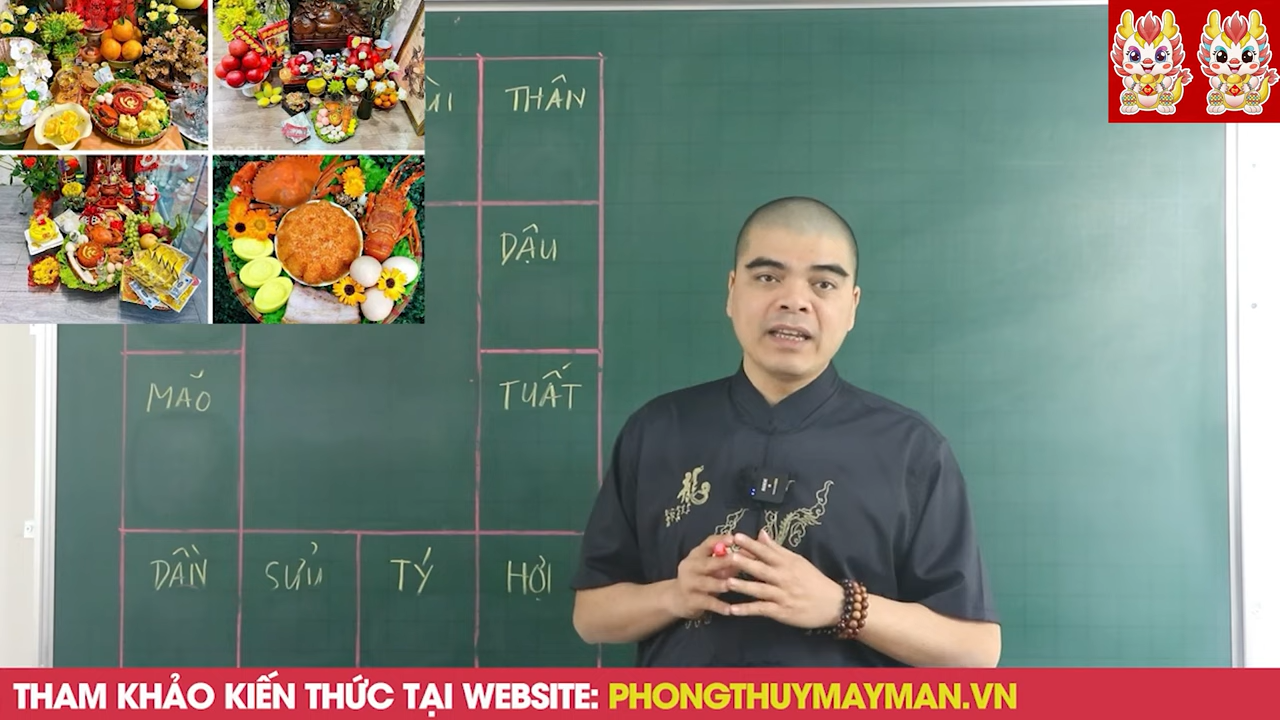 THÂN
DẬU
MÃO
TUẤT
DẦN
SỬU
TÝ
HỢI
THAM KHẢO KIẾN THỨC TẠI WEBSITE: PHONGTHUYMAYMAN.VN